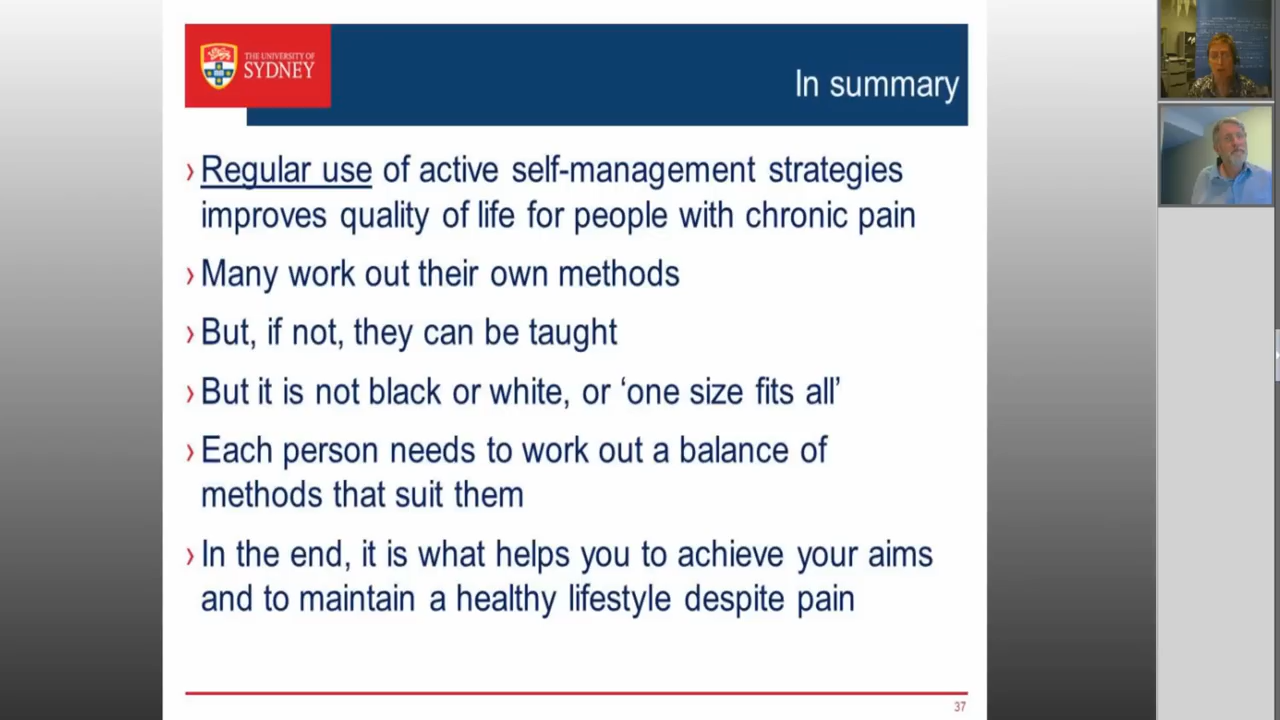 THE UNIVERSITY OF
SYDNEY
In summary
› Regular use of active self-management strategies
improves quality of life for people with chronic pain
› Many work out their own methods
› But, if not, they can be taught
› But it is not black or white, or ‘one size fits all’
› Each person needs to work out a balance of
methods that suit them
› In the end, it is what helps you to achieve your aims
and to maintain a healthy lifestyle despite pain
37